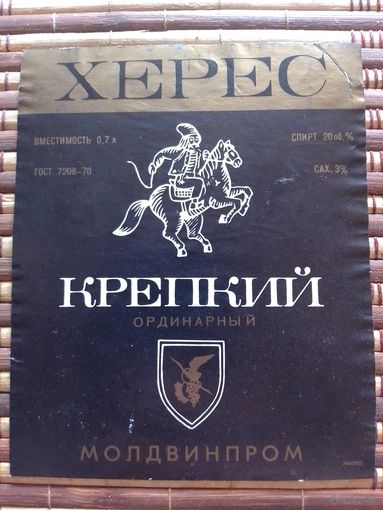 ХЕРЕС
ВМЕСТИМОСТЬ 0,7 л
СПИРТ 20 об.%
ГОСТ 7208-70
САХ. 3%
КРЕПКИЙ
ОРДИНАРНЫЙ
МОЛДВИНПРОМ